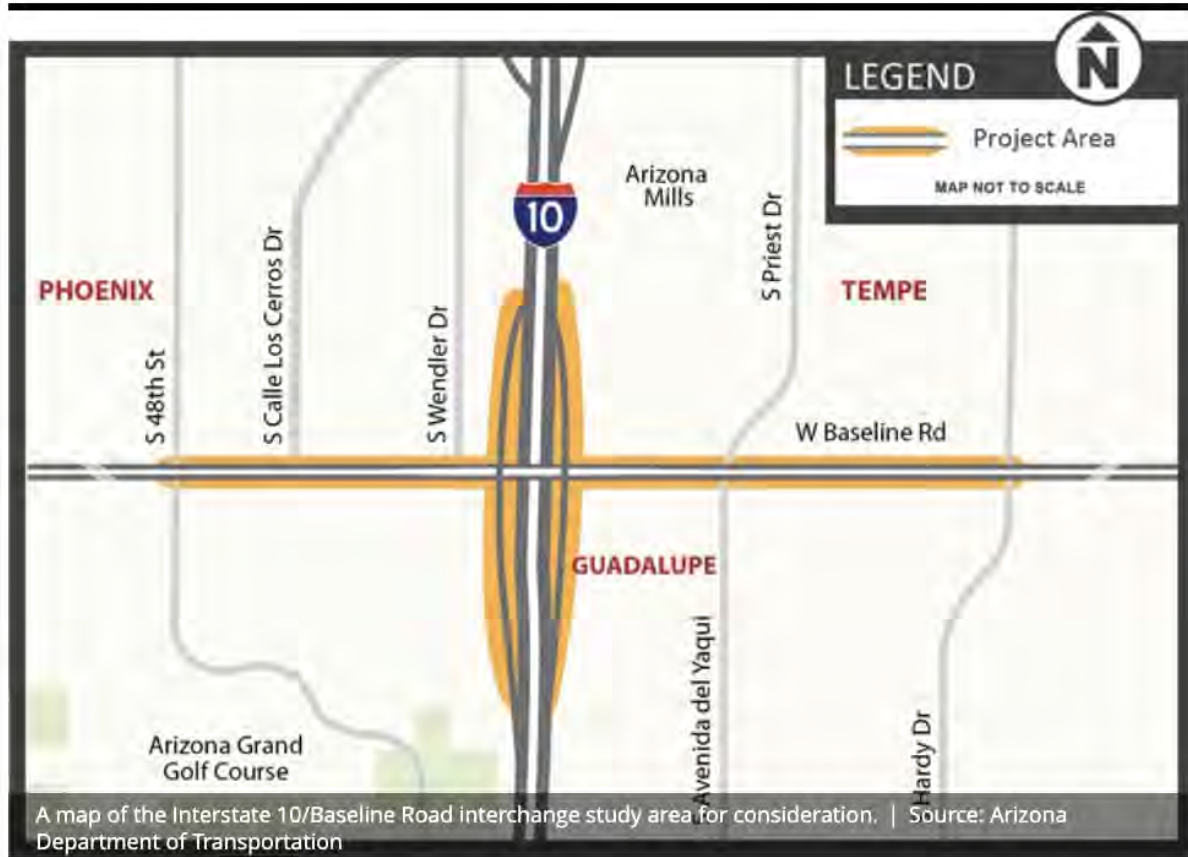 N
LEGEND
Project Area
MAP NOT TO SCALE
Arizona
Mills
10
S Priest Dr
PHOENIX
S Calle Los Cerros Dr
TEMPE
S Wendler Dr
S 48th St
W Baseline Rd
GUADALUPE
Avenida del Yaqui
Hardy Dr
Arizona Grand
Golf Course
A map of the Interstate 10/Baseline Road interchange study area for consideration. | Source: Arizona
Department of Transportation